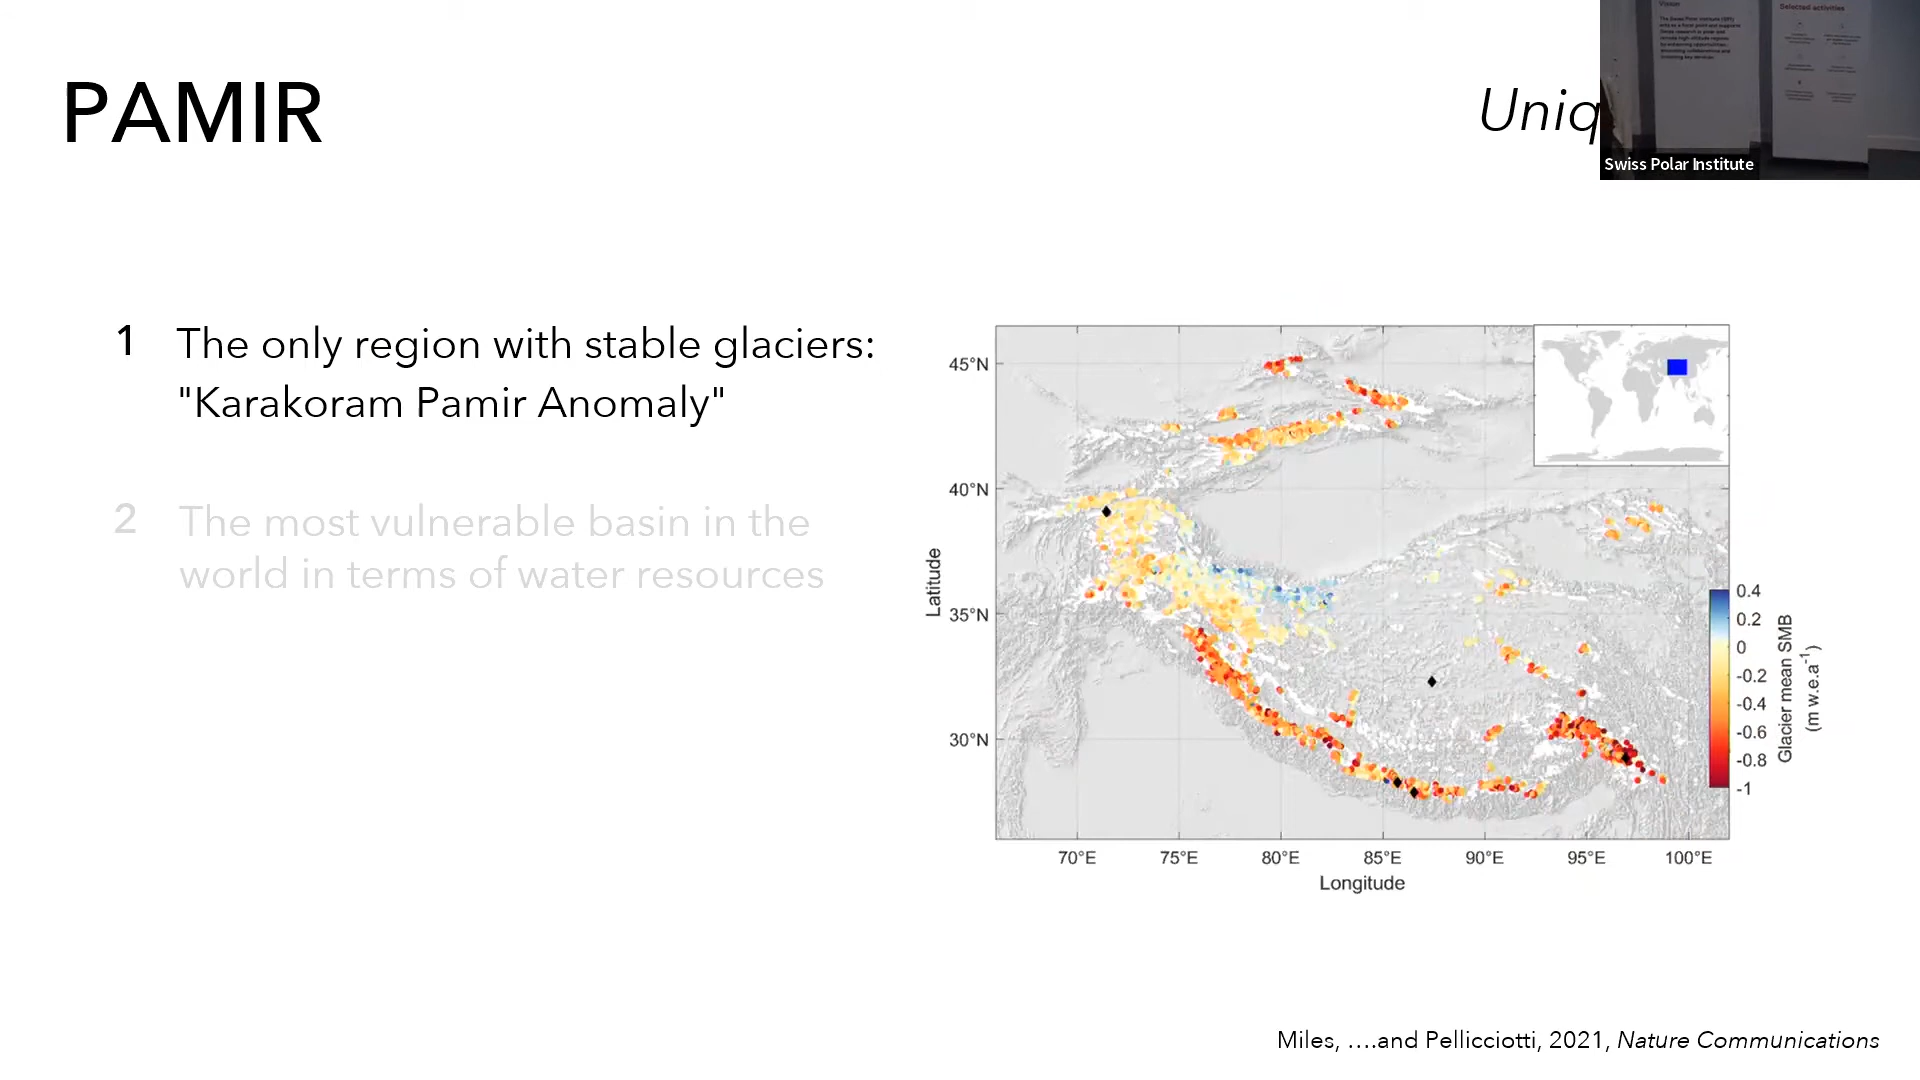 PAMIR
Uniq
Selected activities
Swiss Polar Institute
1 The only region with stable glaciers:
"Karakoram Pamir Anomaly"
2 The most vulnerable basin in the
world in terms of water resources
45°N
40°N
35°N
30°N
Latitude
70°E 75°E 80°E 85°E 90°E 95°E 100°E
Longitude
0.4
0.2
0
-0.2
-0.4
-0.6
-0.8
-1
Glacier mean SMB
(m w.e.a⁻¹)
Miles, ....and Pellicciotti, 2021, Nature Communications